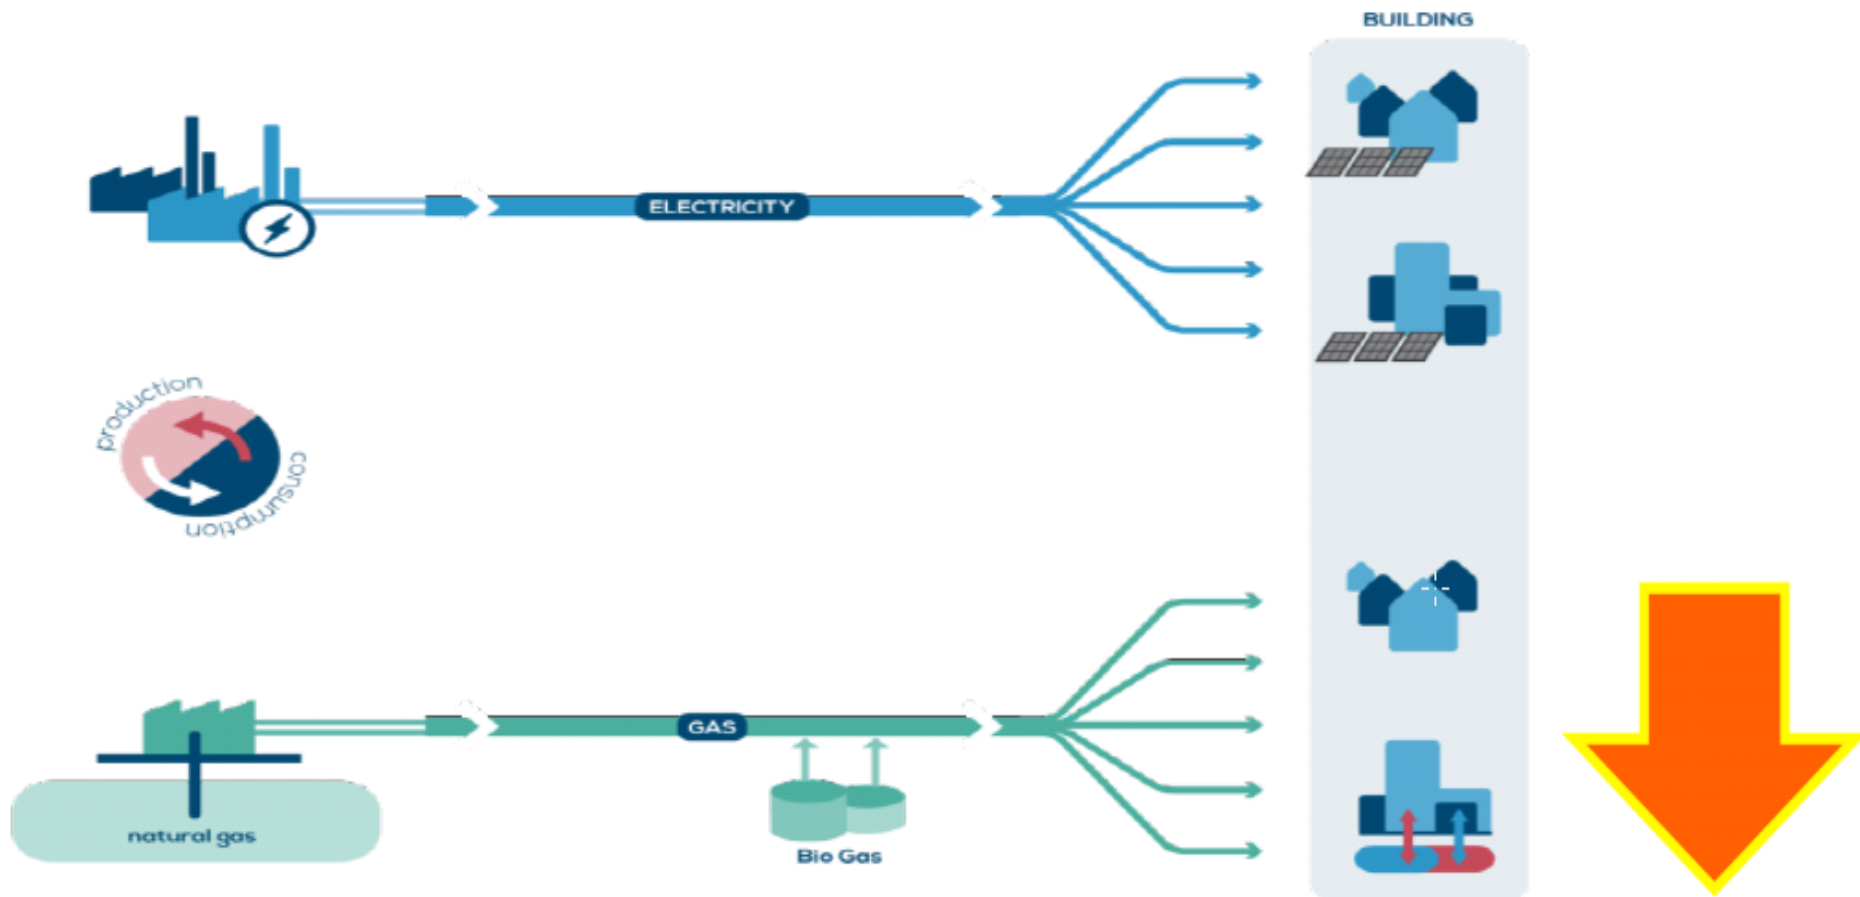 BUILDING
ELECTRICITY
production
consumption
GAS
natural gas
Bio Gas